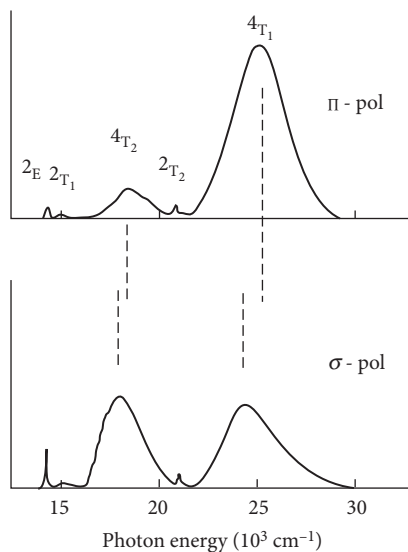 4T₁
Π - pol
4T₂
2E 2T₁ 2T₂
σ - pol
15 20 25 30
Photon energy (10³ cm⁻¹)